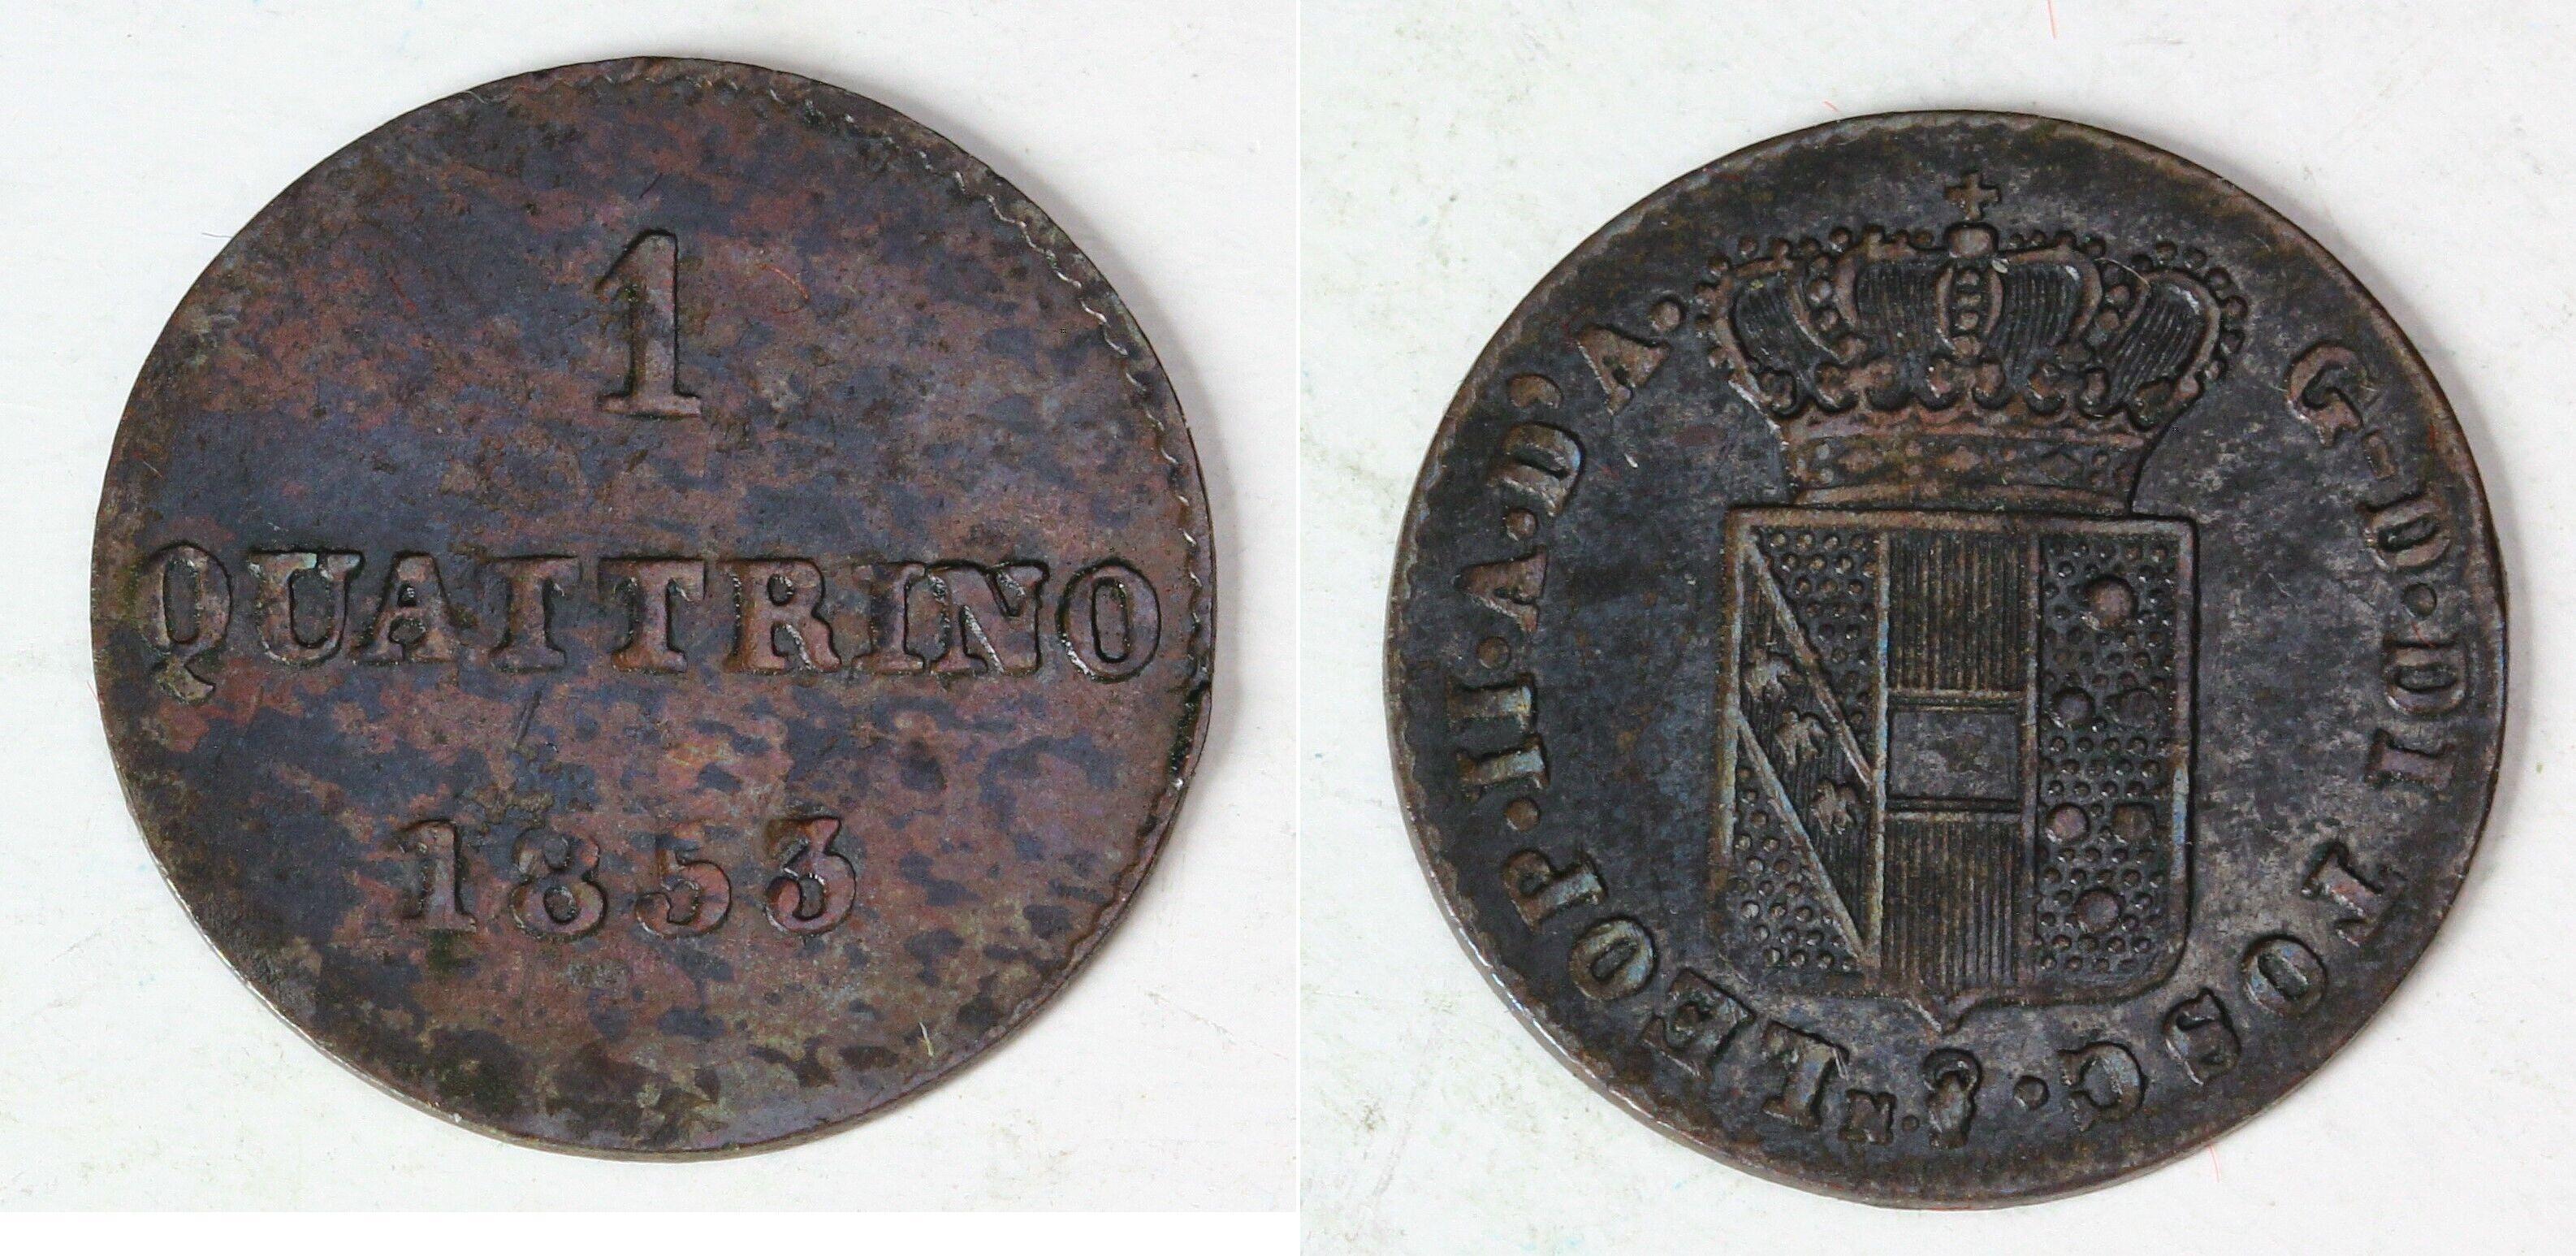 1
QUATTRINO
1853
LEOP·II·A·D·A·
G·D·DI TOSC·
N·